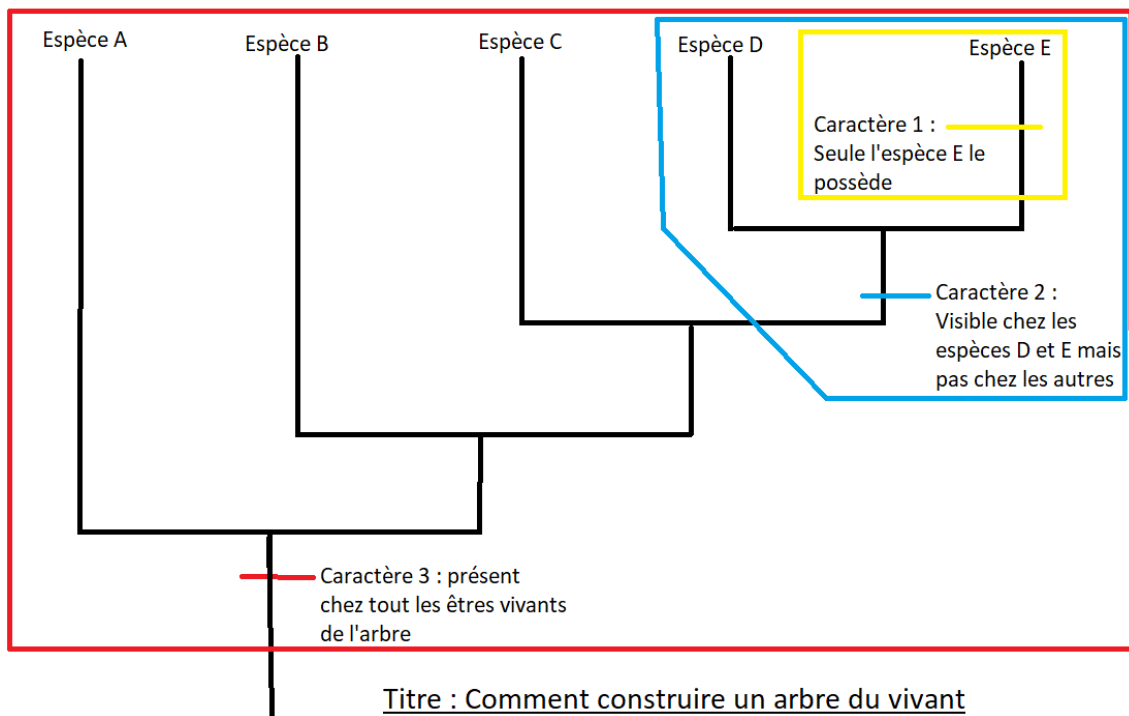 Espèce A
Espèce B
Espèce C
Espèce D
Espèce E
Caractère 1 :
Seule l'espèce E le
possède
Caractère 2 :
Visible chez les
espèces D et E mais
pas chez les autres
Caractère 3 : présent
chez tout les êtres vivants
de l'arbre
Titre : Comment construire un arbre du vivant